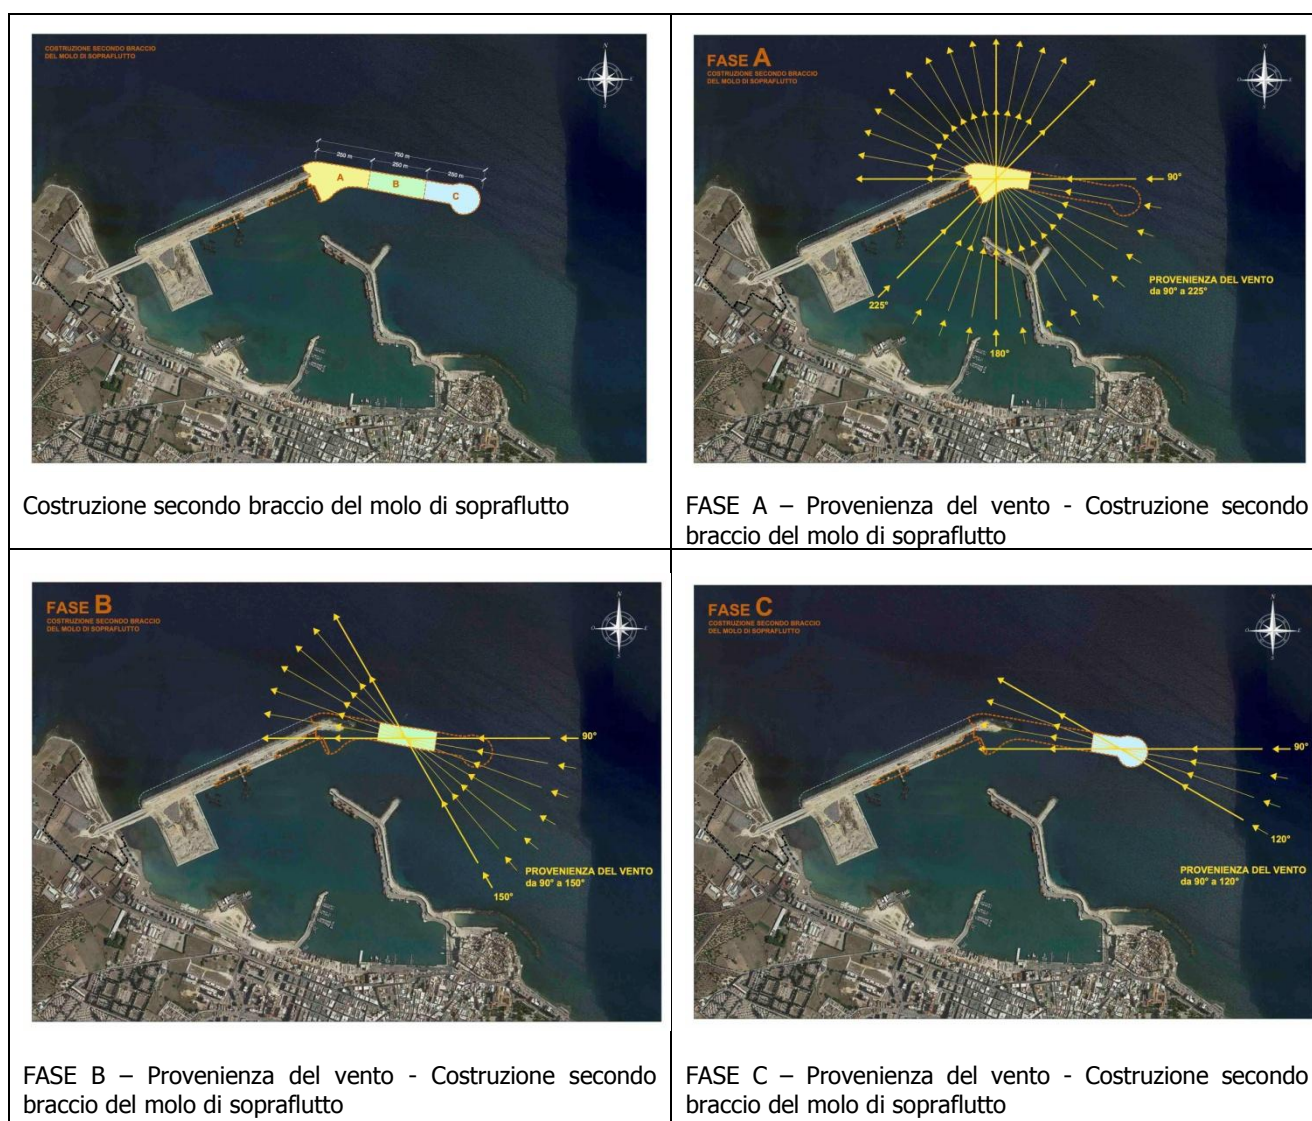 COSTRUZIONE SECONDO BRACCIO
DEL MOLO DI SOPRAFLUTTO
N
O
E
S
750 m
250 m
250 m
250 m
A
B
C
Costruzione secondo braccio del molo di sopraflutto
FASE A
COSTRUZIONE SECONDO BRACCIO
DEL MOLO DI SOPRAFLUTTO
N
O
E
S
90°
PROVENIENZA DEL VENTO
da 90° a 225°
225°
180°
FASE A – Provenienza del vento - Costruzione secondo
braccio del molo di sopraflutto
FASE B
COSTRUZIONE SECONDO BRACCIO
DEL MOLO DI SOPRAFLUTTO
N
O
E
S
90°
PROVENIENZA DEL VENTO
da 90° a 150°
150°
FASE B – Provenienza del vento - Costruzione secondo
braccio del molo di sopraflutto
FASE C
COSTRUZIONE SECONDO BRACCIO
DEL MOLO DI SOPRAFLUTTO
N
O
E
S
90°
120°
PROVENIENZA DEL VENTO
da 90° a 120°
FASE C – Provenienza del vento - Costruzione secondo
braccio del molo di sopraflutto